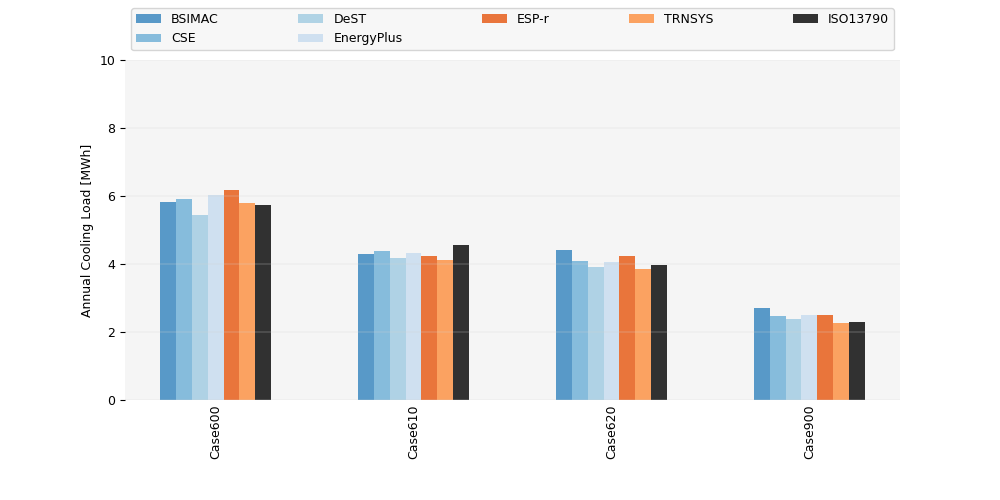 BSIMAC DeST ESP-r TRNSYS ISO13790
CSE EnergyPlus
10
8
6
4
2
0
Annual Cooling Load [MWh]
Case600 Case610 Case620 Case900